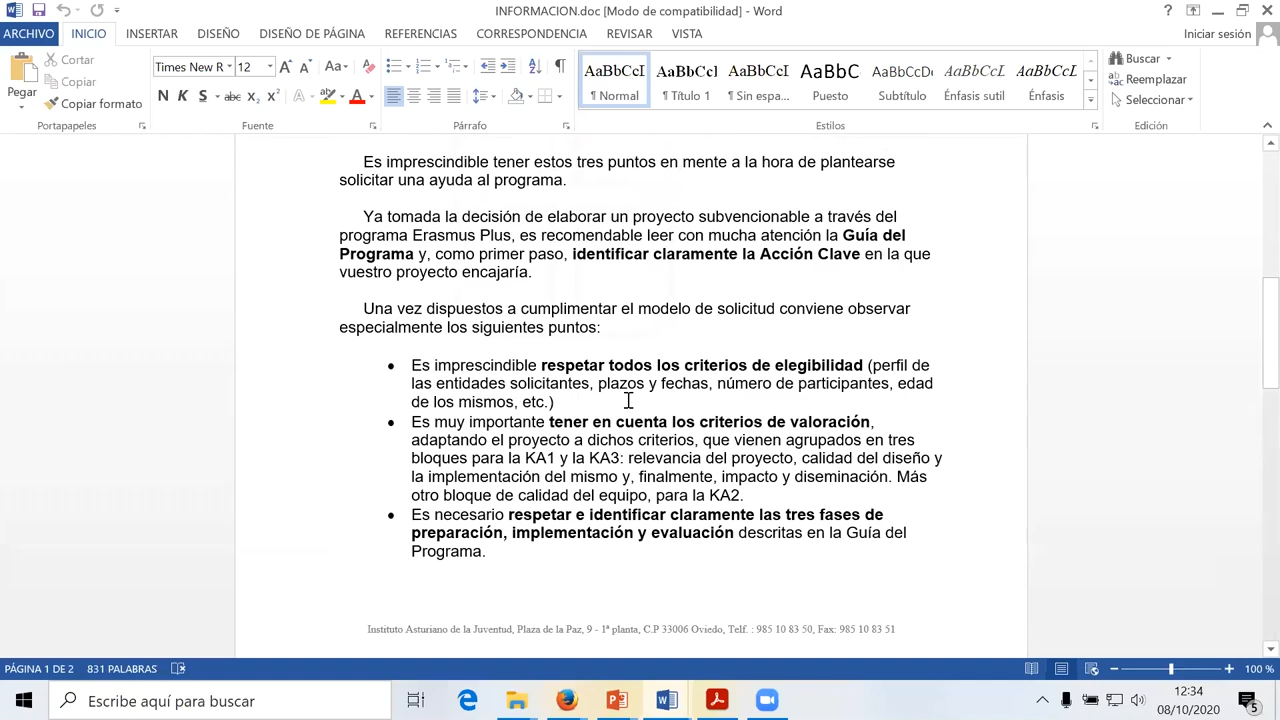 INFORMACION.doc [Modo de compatibilidad] - Word
ARCHIVO INICIO INSERTAR DISEÑO DISEÑO DE PÁGINA REFERENCIAS CORRESPONDENCIA REVISAR VISTA Iniciar sesión
Pegar
Cortar
Copiar
Copiar formato
Portapapeles
Times New R 12
N K S abc X₂ X²
Fuente
Párrafo
AaBbCcI AaBbCcI AaBbCcI AaBbC AaBbCcDc AaBbCcL AaBbCcL
¶ Normal ¶ Título 1 ¶ Sin espa... Puesto Subtítulo Énfasis sutil Énfasis
Estilos
Buscar
Reemplazar
Seleccionar
Edición
Es imprescindible tener estos tres puntos en mente a la hora de plantearse
solicitar una ayuda al programa.
Ya tomada la decisión de elaborar un proyecto subvencionable a través del
programa Erasmus Plus, es recomendable leer con mucha atención la Guía del
Programa y, como primer paso, identificar claramente la Acción Clave en la que
vuestro proyecto encajaría.
Una vez dispuestos a cumplimentar el modelo de solicitud conviene observar
especialmente los siguientes puntos:
• Es imprescindible respetar todos los criterios de elegibilidad (perfil de
las entidades solicitantes, plazos y fechas, número de participantes, edad
de los mismos, etc.)
• Es muy importante tener en cuenta los criterios de valoración,
adaptando el proyecto a dichos criterios, que vienen agrupados en tres
bloques para la KA1 y la KA3: relevancia del proyecto, calidad del diseño y
la implementación del mismo y, finalmente, impacto y diseminación. Más
otro bloque de calidad del equipo, para la KA2.
• Es necesario respetar e identificar claramente las tres fases de
preparación, implementación y evaluación descritas en la Guía del
Programa.
Instituto Asturiano de la Juventud, Plaza de la Paz, 9 - 1ª planta, C.P 33006 Oviedo, Telf. : 985 10 83 50, Fax: 985 10 83 51
PÁGINA 1 DE 2 831 PALABRAS 100 %
Escribe aquí para buscar
12:34
08/10/2020
5